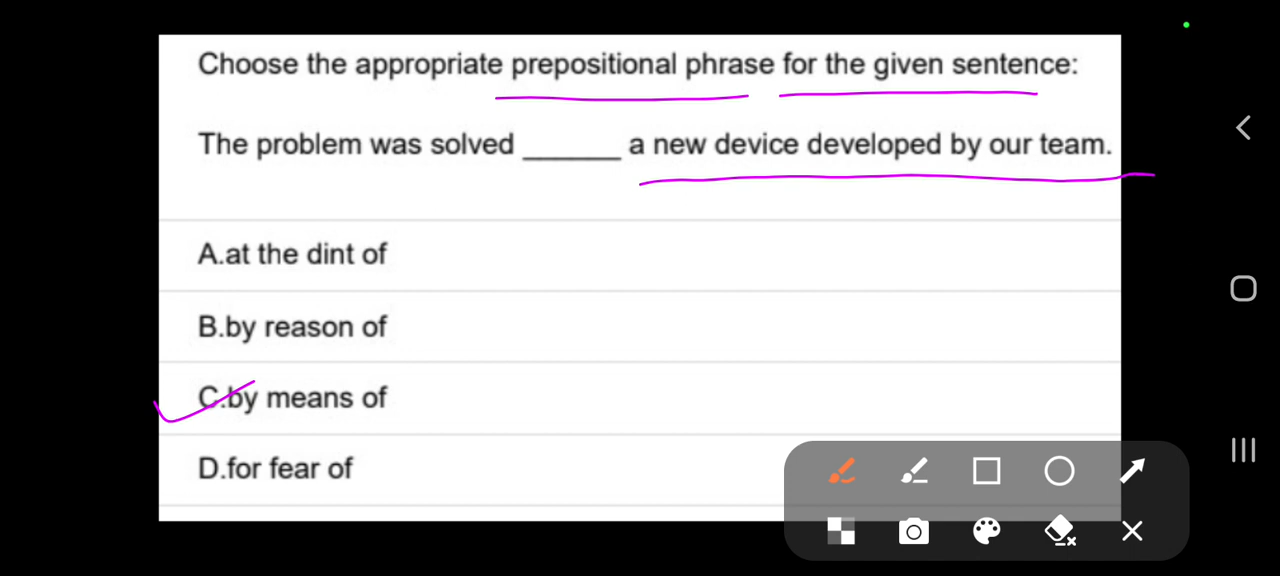 Choose the appropriate prepositional phrase for the given sentence:
The problem was solved ______ a new device developed by our team.
A.at the dint of
B.by reason of
C.by means of
D.for fear of